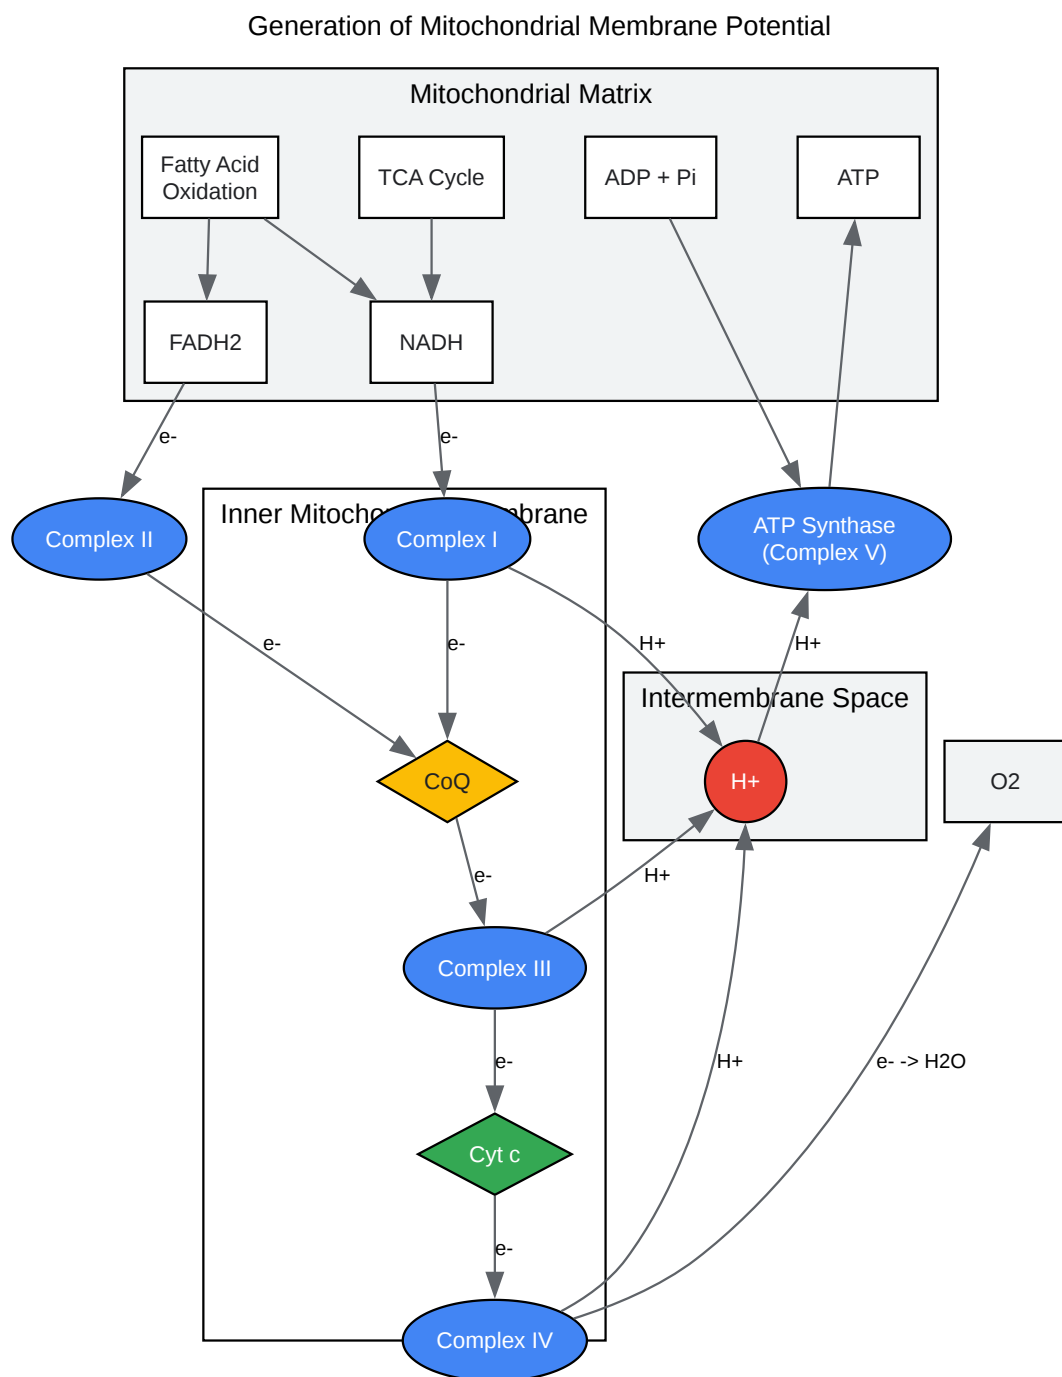 Generation of Mitochondrial Membrane Potential
Mitochondrial Matrix
Fatty Acid
Oxidation
TCA Cycle
ADP + Pi
ATP
FADH2
NADH
e-
e-
Inner Mitocho
mbrane
Complex II
Complex I
ATP Synthase
(Complex V)
e-
e-
H+
H+
Intermembrane Space
CoQ
H+
O2
e-
H+
Complex III
e-
H+
e- -> H2O
Cyt c
e-
Complex IV